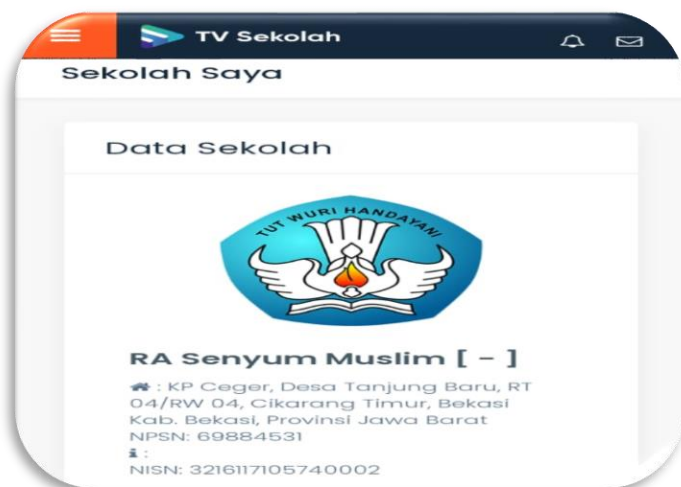 TV Sekolah
Sekolah Saya
Data Sekolah
TUT WURI HANDAYANI
RA Senyum Muslim [ - ]
: KP Ceger, Desa Tanjung Baru, RT
04/RW 04, Cikarang Timur, Bekasi
Kab. Bekasi, Provinsi Jawa Barat
NPSN: 69884531
i :
NISN: 3216117105740002